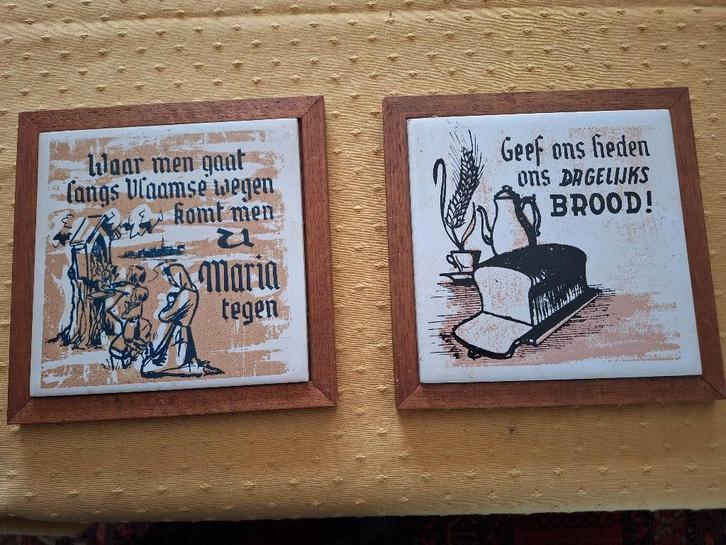 Waar men gaat
langs Vlaamse wegen
komt men
U
Maria
tegen
Geef ons heden
ons DAGELIJKS
BROOD!